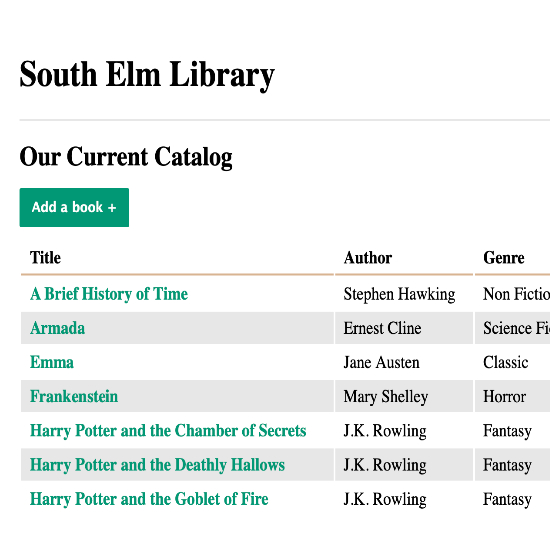 South Elm Library
Our Current Catalog
Add a book +
Title Author Genre
A Brief History of Time Stephen Hawking Non Fictio
Armada Ernest Cline Science Fi
Emma Jane Austen Classic
Frankenstein Mary Shelley Horror
Harry Potter and the Chamber of Secrets J.K. Rowling Fantasy
Harry Potter and the Deathly Hallows J.K. Rowling Fantasy
Harry Potter and the Goblet of Fire J.K. Rowling Fantasy